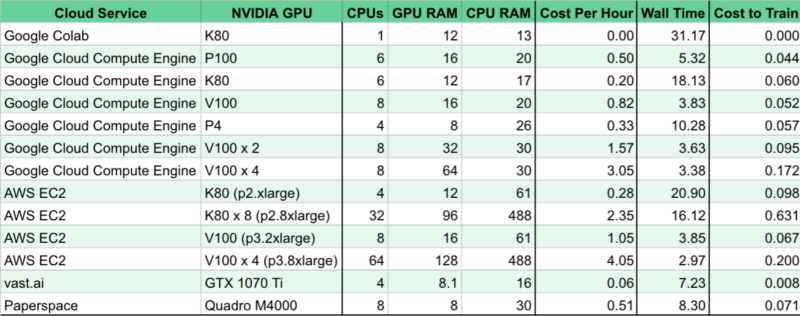 Cloud Service NVIDIA GPU CPUs GPU RAM CPU RAM Cost Per Hour Wall Time Cost to Train
Google Colab K80 1 12 13 0.00 31.17 0.000
Google Cloud Compute Engine P100 6 16 20 0.50 5.32 0.044
Google Cloud Compute Engine K80 6 12 17 0.20 18.13 0.060
Google Cloud Compute Engine V100 8 16 20 0.82 3.83 0.052
Google Cloud Compute Engine P4 4 8 26 0.33 10.28 0.057
Google Cloud Compute Engine V100 x 2 8 32 30 1.57 3.63 0.095
Google Cloud Compute Engine V100 x 4 8 64 30 3.05 3.38 0.172
AWS EC2 K80 (p2.xlarge) 4 12 61 0.28 20.90 0.098
AWS EC2 K80 x 8 (p2.8xlarge) 32 96 488 2.35 16.12 0.631
AWS EC2 V100 (p3.2xlarge) 8 16 61 1.05 3.85 0.067
AWS EC2 V100 x 4 (p3.8xlarge) 64 128 488 4.05 2.97 0.200
vast.ai GTX 1070 Ti 4 8.1 16 0.06 7.23 0.008
Paperspace Quadro M4000 8 8 30 0.51 8.30 0.071